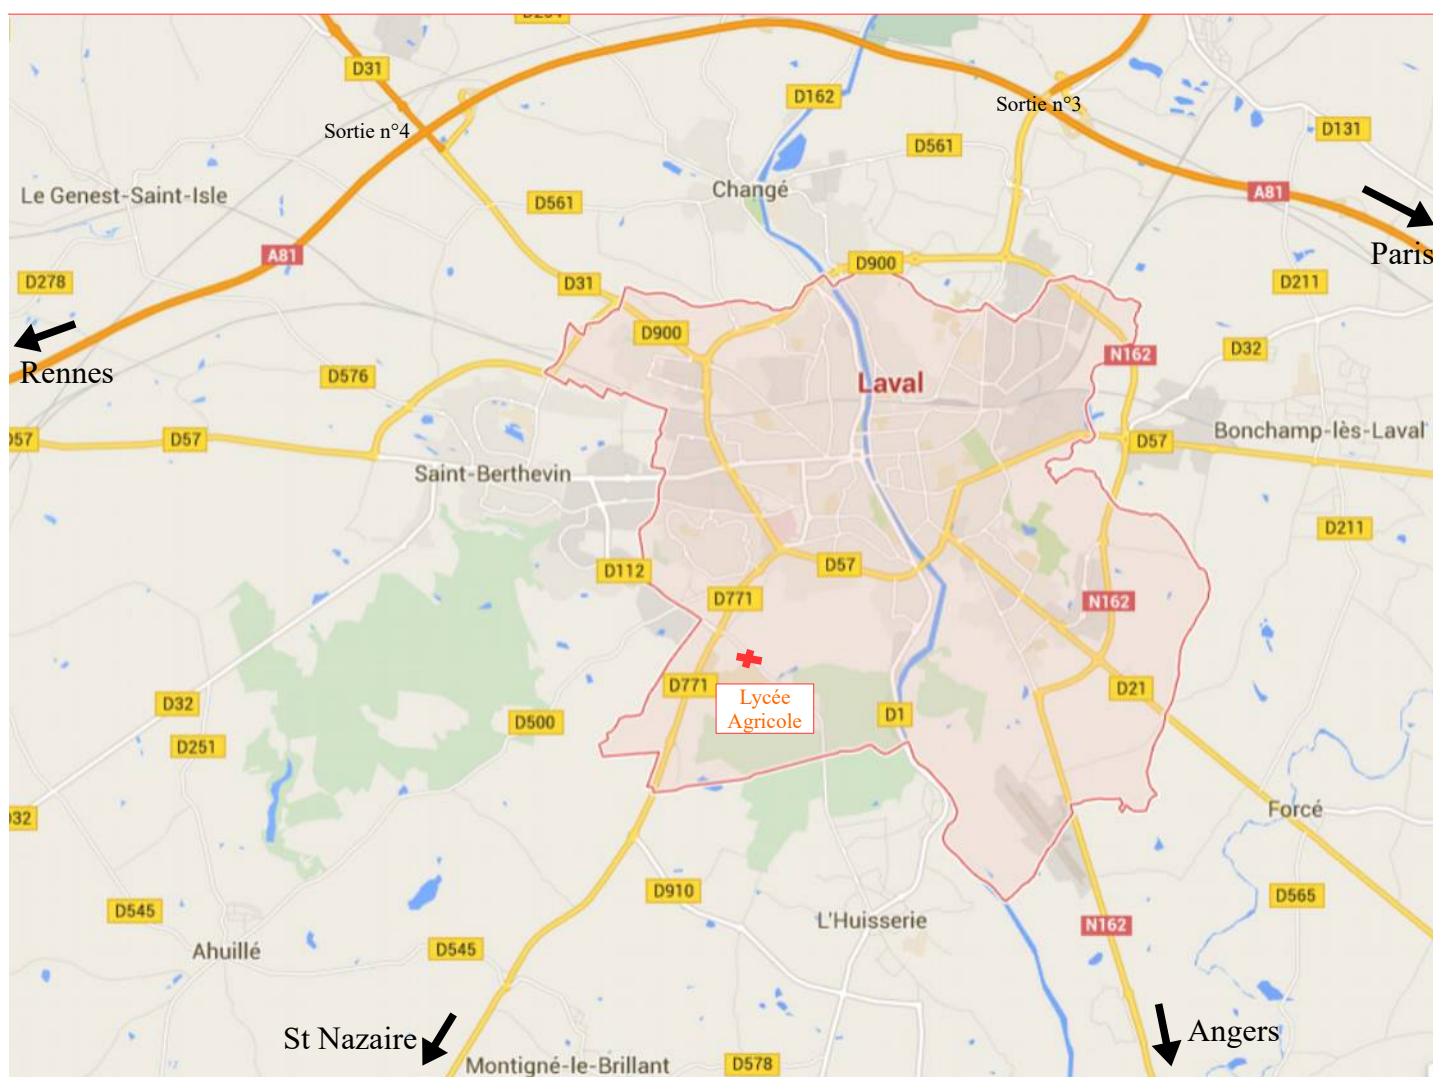 D31
D162
Sortie n°3
Sortie n°4
D131
D561
Le Genest-Saint-Isle
Changé
A81
D561
A81
Paris
D278
D31
D900
D211
Rennes
D900
N162
D32
D576
Laval
D57
D57
D57
Bonchamp-lès-Laval
Saint-Berthevin
D211
D112
D57
D771
N162
D771
Lycée
Agricole
D21
D32
D500
D1
D251
D32
Forcé
D910
D565
D545
L'Huisserie
N162
Ahuillé
D545
St Nazaire
Angers
Montigné-le-Brillant
D578